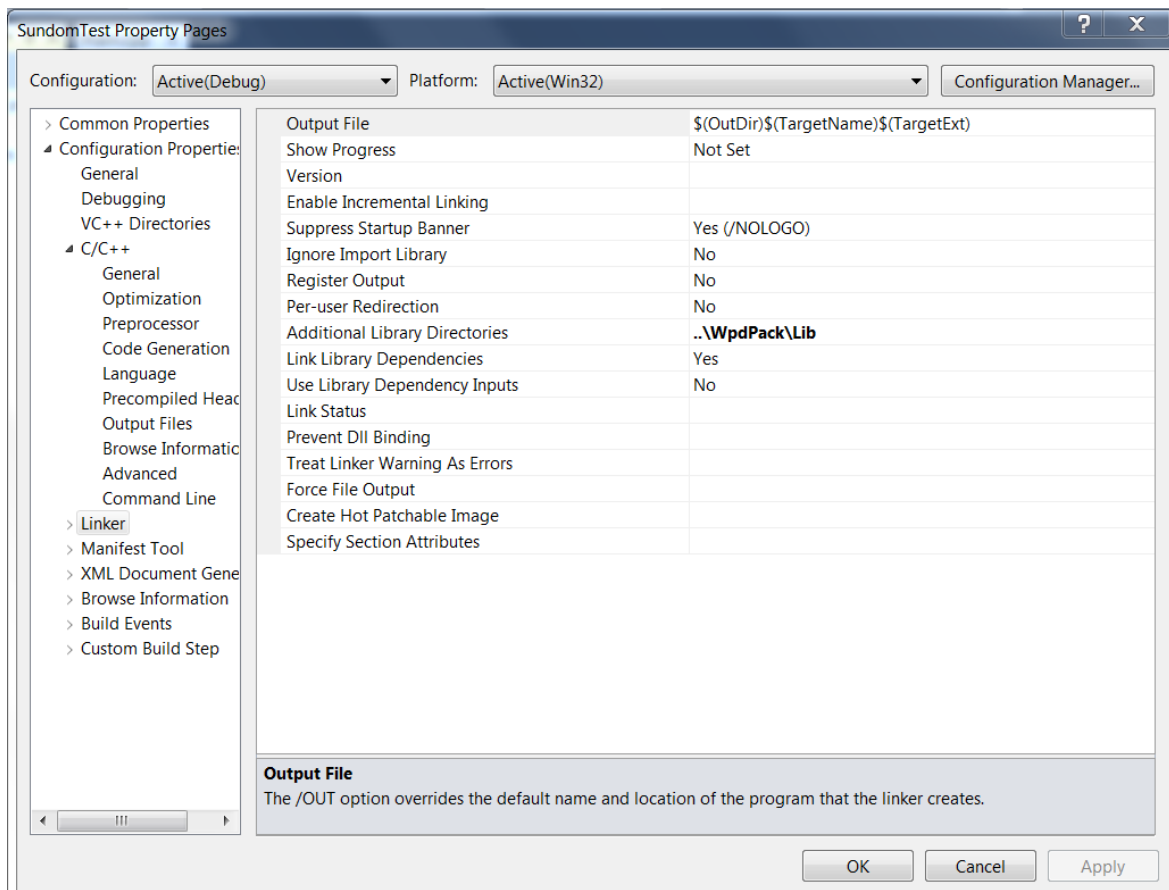 SundomTest Property Pages
Configuration: Active(Debug) Platform: Active(Win32) Configuration Manager...
Common Properties
Configuration Propertie
General
Debugging
VC++ Directories
C/C++
General
Optimization
Preprocessor
Code Generation
Language
Precompiled Head
Output Files
Browse Informatic
Advanced
Command Line
Linker
Manifest Tool
XML Document Gene
Browse Information
Build Events
Custom Build Step
Output File $(OutDir)$(TargetName)$(TargetExt)
Show Progress Not Set
Version
Enable Incremental Linking
Suppress Startup Banner Yes (/NOLOGO)
Ignore Import Library No
Register Output No
Per-user Redirection No
Additional Library Directories ..\WpdPack\Lib
Link Library Dependencies Yes
Use Library Dependency Inputs No
Link Status
Prevent Dll Binding
Treat Linker Warning As Errors
Force File Output
Create Hot Patchable Image
Specify Section Attributes
Output File
The /OUT option overrides the default name and location of the program that the linker creates.
OK Cancel Apply